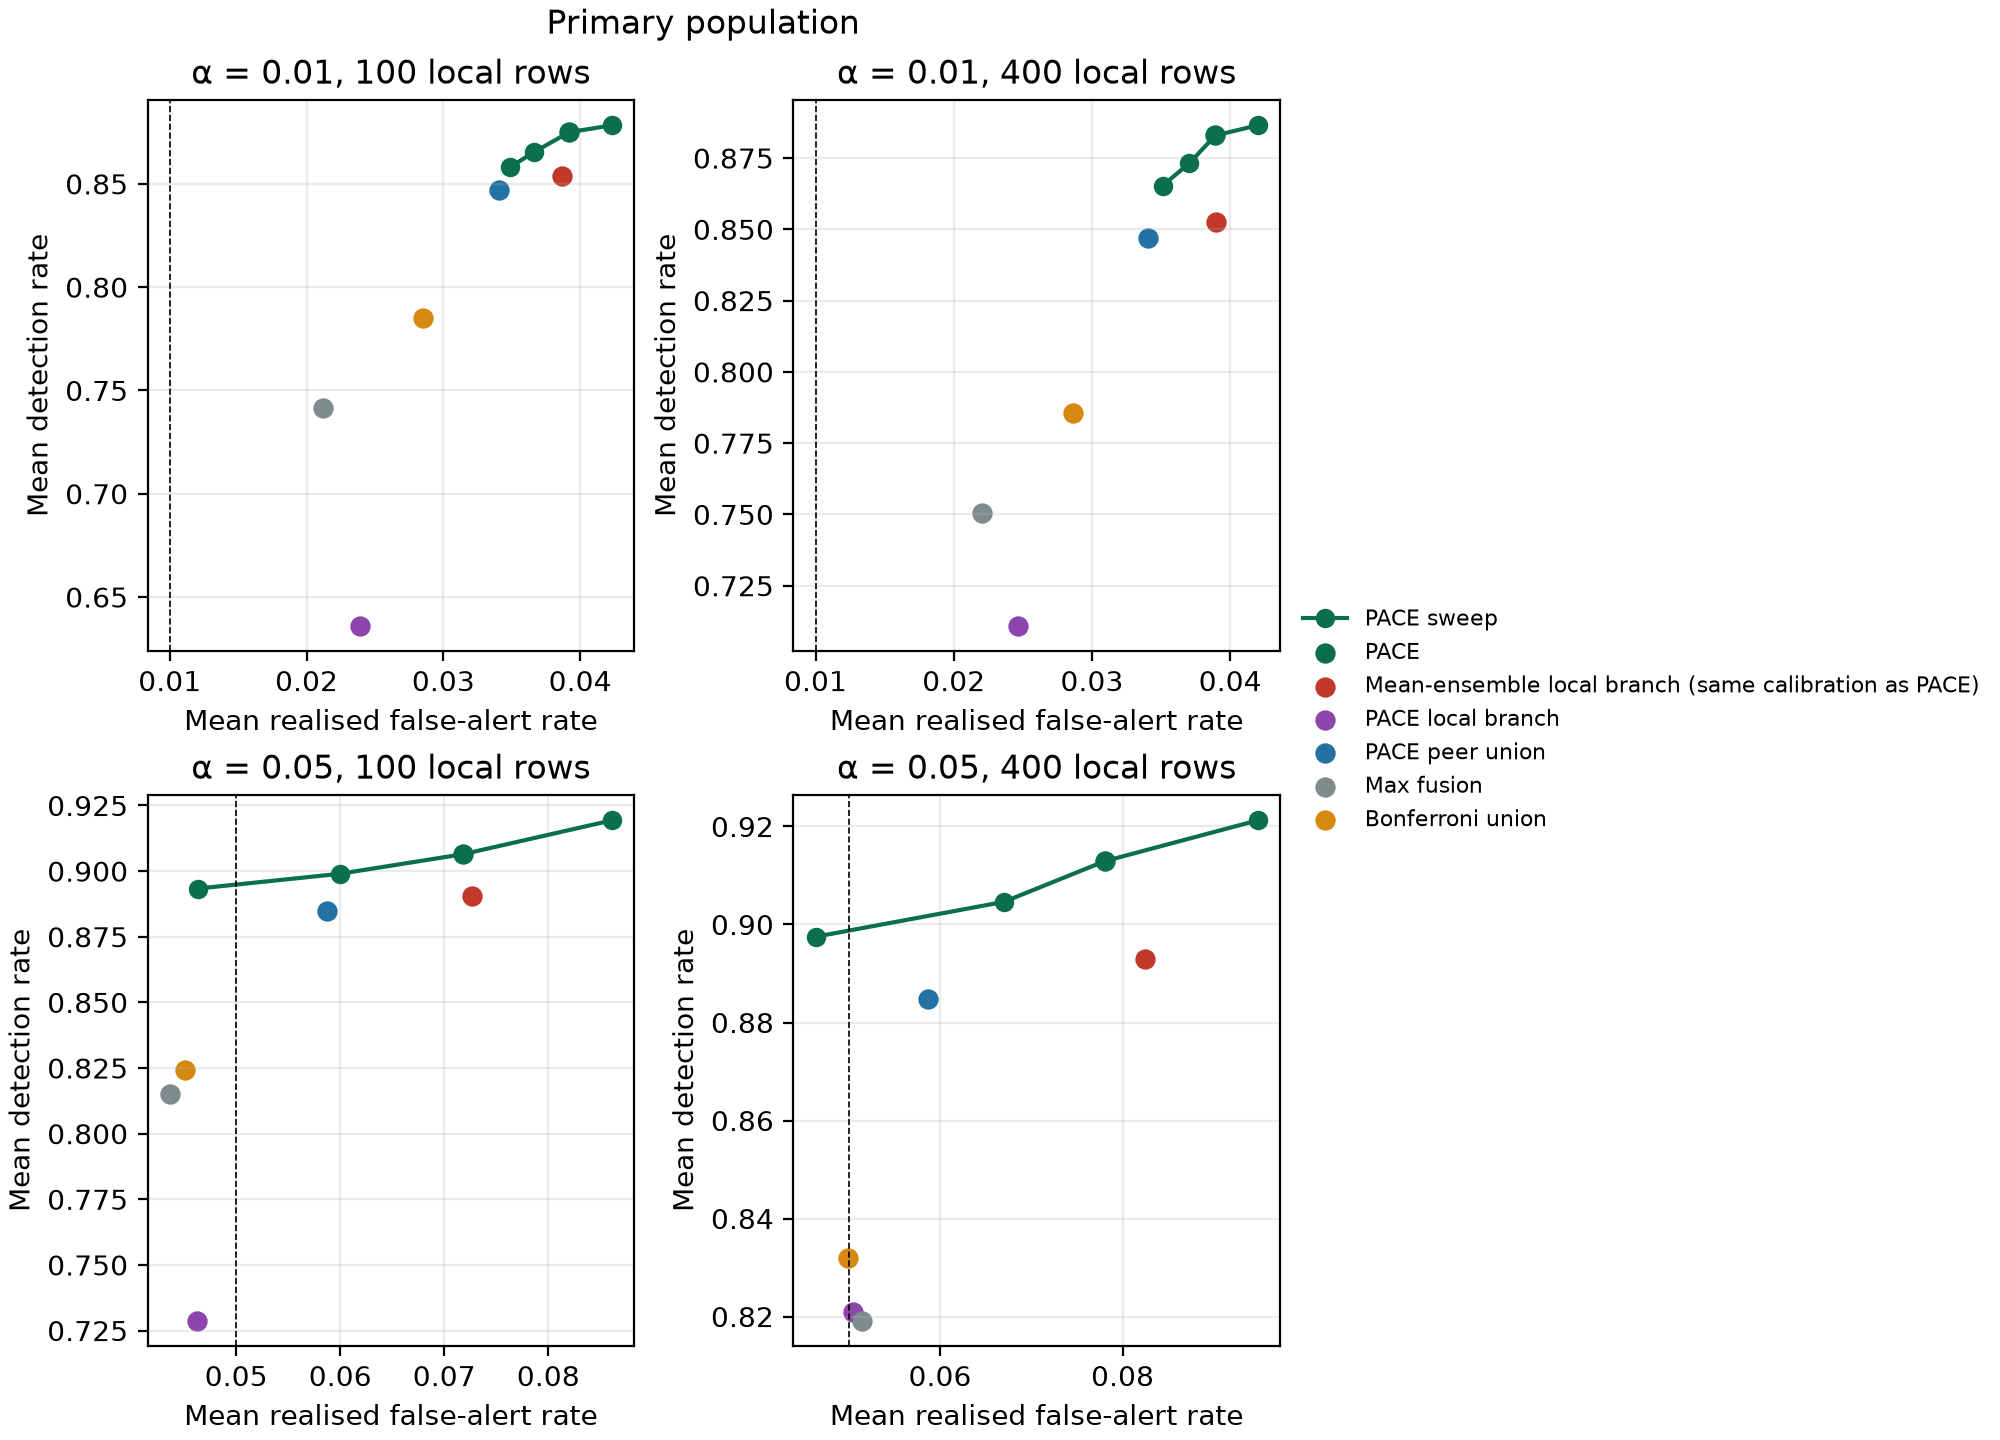 Primary population
α = 0.01, 100 local rows
Mean detection rate
0.85
0.80
0.75
0.70
0.65
0.01 0.02 0.03 0.04
Mean realised false-alert rate
α = 0.01, 400 local rows
Mean detection rate
0.875
0.850
0.825
0.800
0.775
0.750
0.725
0.01 0.02 0.03 0.04
Mean realised false-alert rate
PACE sweep
PACE
Mean-ensemble local branch (same calibration as PACE)
PACE local branch
PACE peer union
Max fusion
Bonferroni union
α = 0.05, 100 local rows
Mean detection rate
0.925
0.900
0.875
0.850
0.825
0.800
0.775
0.750
0.725
0.05 0.06 0.07 0.08
Mean realised false-alert rate
α = 0.05, 400 local rows
Mean detection rate
0.92
0.90
0.88
0.86
0.84
0.82
0.06 0.08
Mean realised false-alert rate